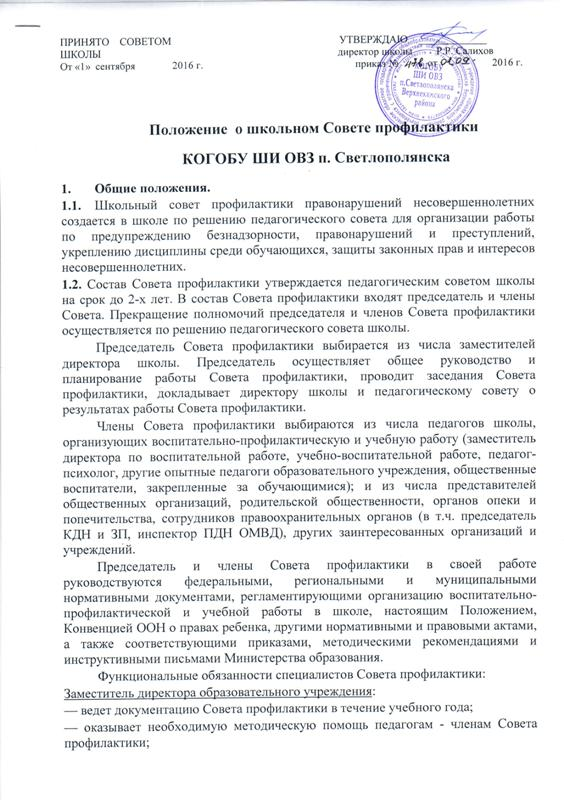 ПРИНЯТО СОВЕТОМ
ШКОЛЫ
От «1» сентября 2016 г.
УТВЕРЖДАЮ
директор школы Р.Р. Салихов
приказ № от 01.09 2016 г.
КОГОБУ
ШИ ОВЗ
п.Светлополянска
Верхнекамского
района
Положение о школьном Совете профилактики
КОГОБУ ШИ ОВЗ п. Светлополянска
1. Общие положения.
1.1. Школьный совет профилактики правонарушений несовершеннолетних
создается в школе по решению педагогического совета для организации работы
по предупреждению безнадзорности, правонарушений и преступлений,
укреплению дисциплины среди обучающихся, защиты законных прав и интересов
несовершеннолетних.
1.2. Состав Совета профилактики утверждается педагогическим советом школы
на срок до 2-х лет. В состав Совета профилактики входят председатель и члены
Совета. Прекращение полномочий председателя и членов Совета профилактики
осуществляется по решению педагогического совета школы.
Председатель Совета профилактики выбирается из числа заместителей
директора школы. Председатель осуществляет общее руководство и
планирование работы Совета профилактики, проводит заседания Совета
профилактики, докладывает директору школы и педагогическому совету о
результатах работы Совета профилактики.
Члены Совета профилактики выбираются из числа педагогов школы,
организующих воспитательно-профилактическую и учебную работу (заместитель
директора по воспитательной работе, учебно-воспитательной работе, педагог-
психолог, другие опытные педагоги образовательного учреждения, общественные
воспитатели, закрепленные за обучающимися); и из числа представителей
общественных организаций, родительской общественности, органов опеки и
попечительства, сотрудников правоохранительных органов (в т.ч. председатель
КДН и ЗП, инспектор ПДН ОМВД), других заинтересованных организаций и
учреждений.
Председатель и члены Совета профилактики в своей работе
руководствуются федеральными, региональными и муниципальными
нормативными документами, регламентирующими организацию воспитательно-
профилактической и учебной работы в школе, настоящим Положением,
Конвенцией ООН о правах ребенка, другими нормативными и правовыми актами,
а также соответствующими приказами, методическими рекомендациями и
инструктивными письмами Министерства образования.
Функциональные обязанности специалистов Совета профилактики:
Заместитель директора образовательного учреждения:
— ведет документацию Совета профилактики в течение учебного года;
— оказывает необходимую методическую помощь педагогам - членам Совета
профилактики;